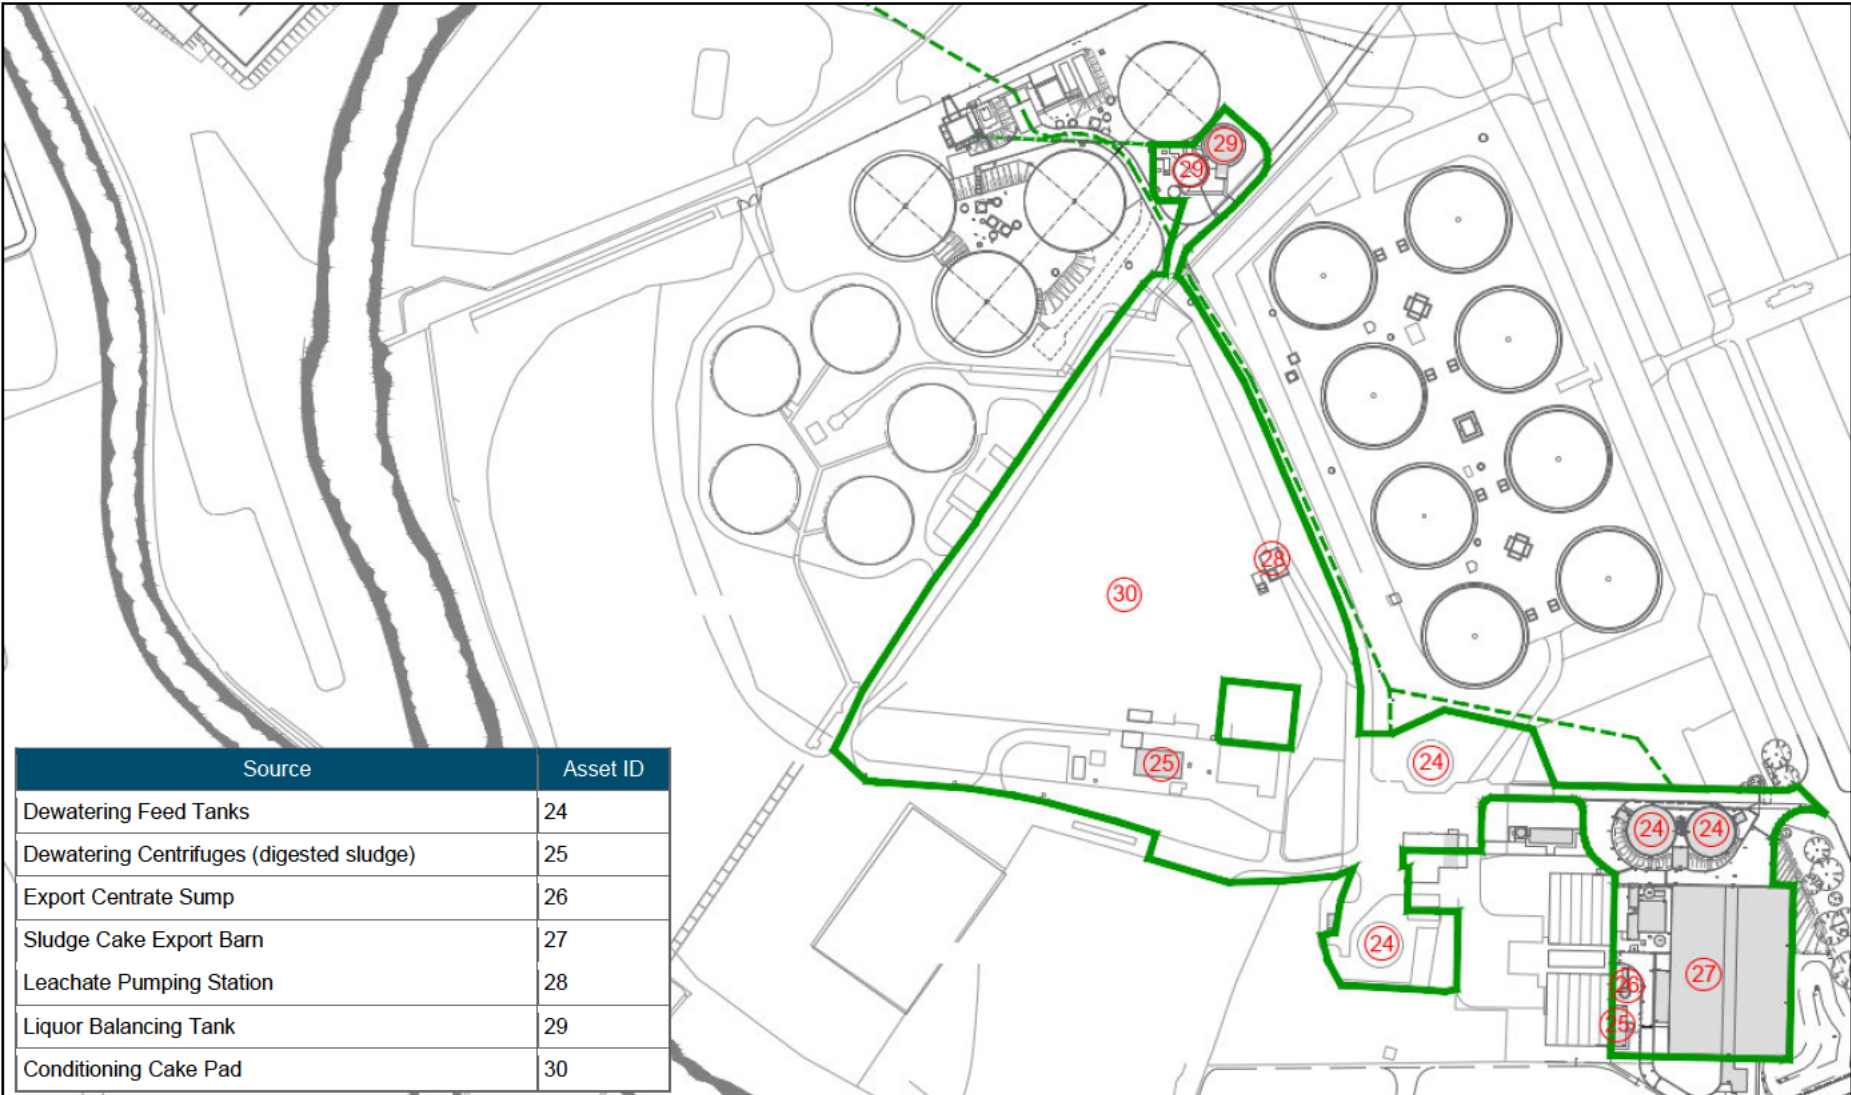 29
29
28
30
25
24
24 24
24
26
27
25
Source Asset ID
Dewatering Feed Tanks 24
Dewatering Centrifuges (digested sludge) 25
Export Centrate Sump 26
Sludge Cake Export Barn 27
Leachate Pumping Station 28
Liquor Balancing Tank 29
Conditioning Cake Pad 30